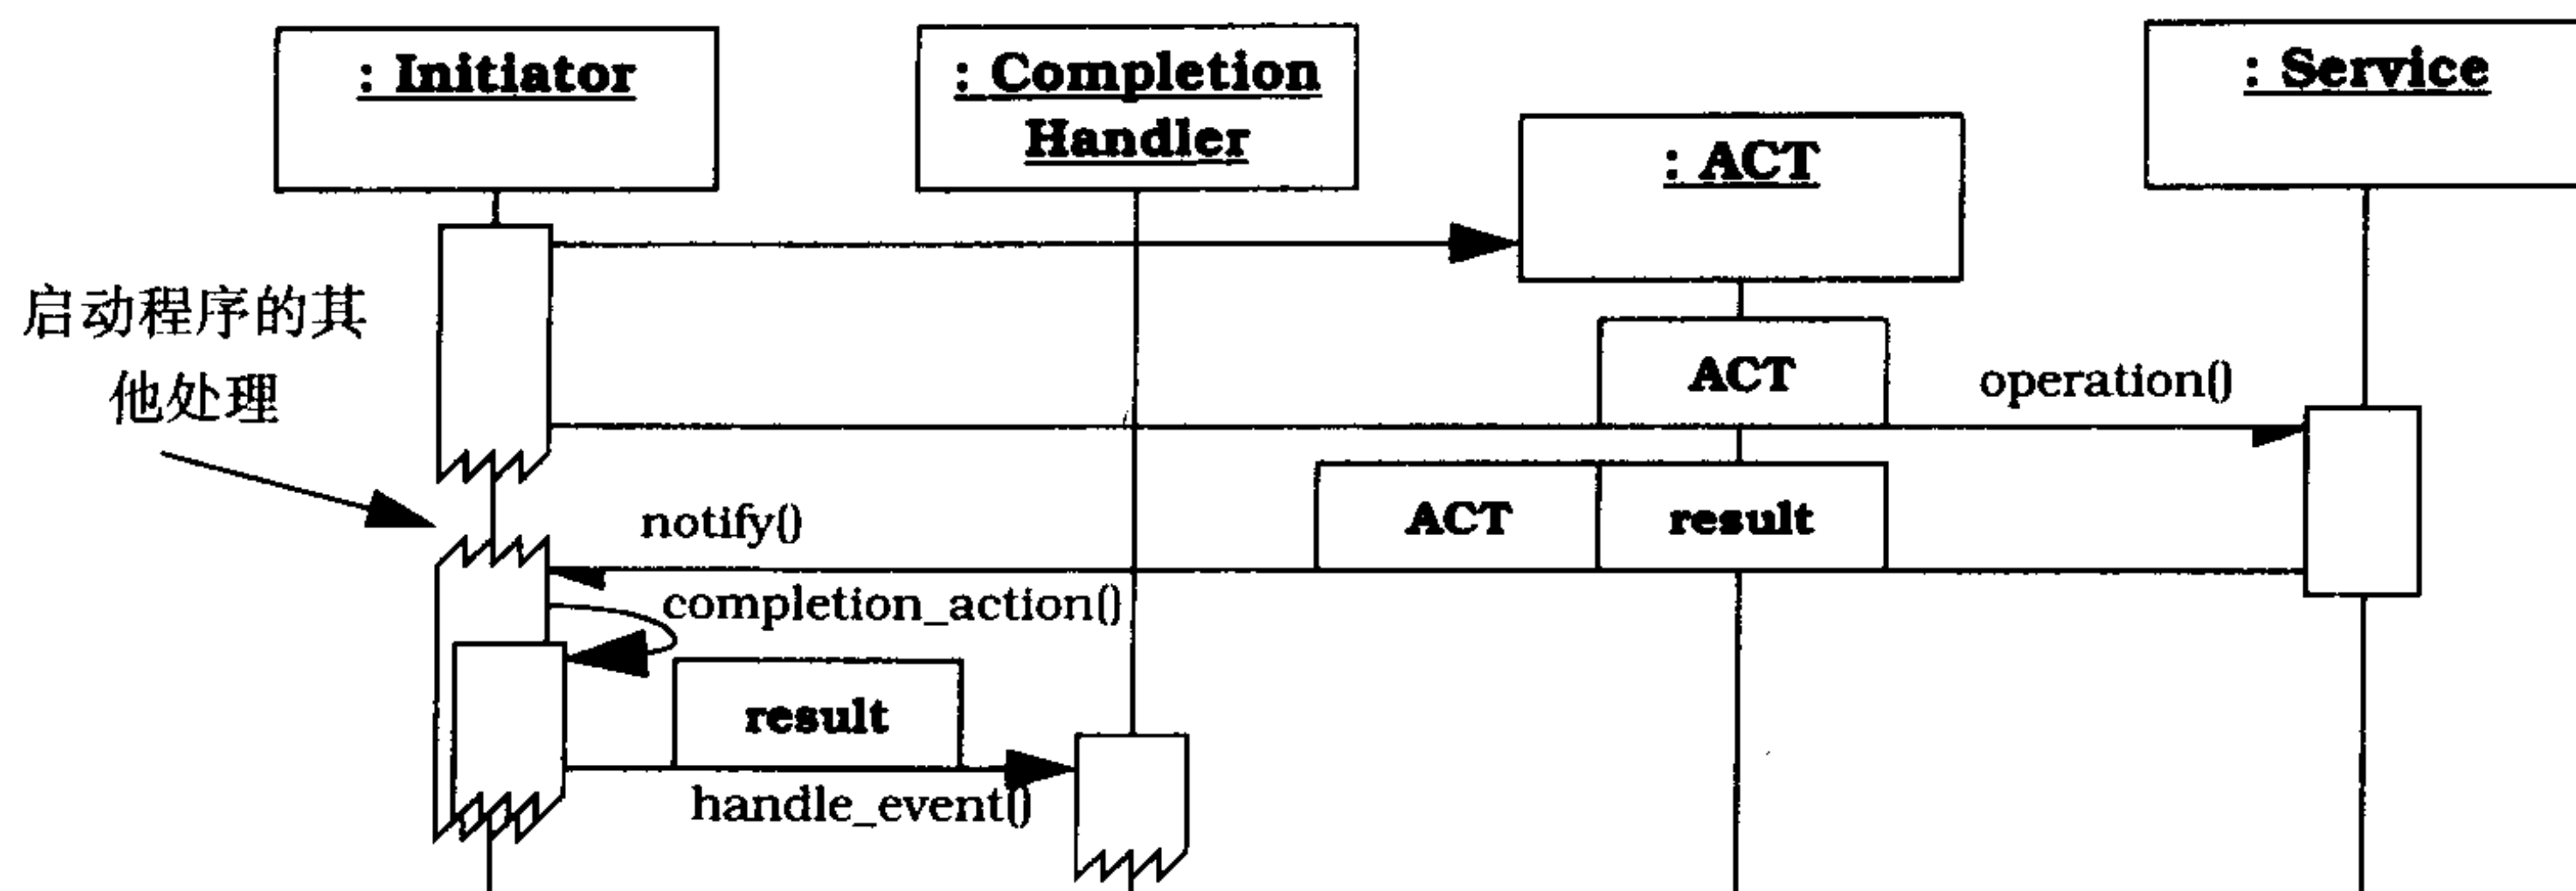 : Initiator
: Completion
Handler
: ACT
: Service
启动程序的其
他处理
ACT
operation()
notify()
ACT
result
completion_action()
result
handle_event()